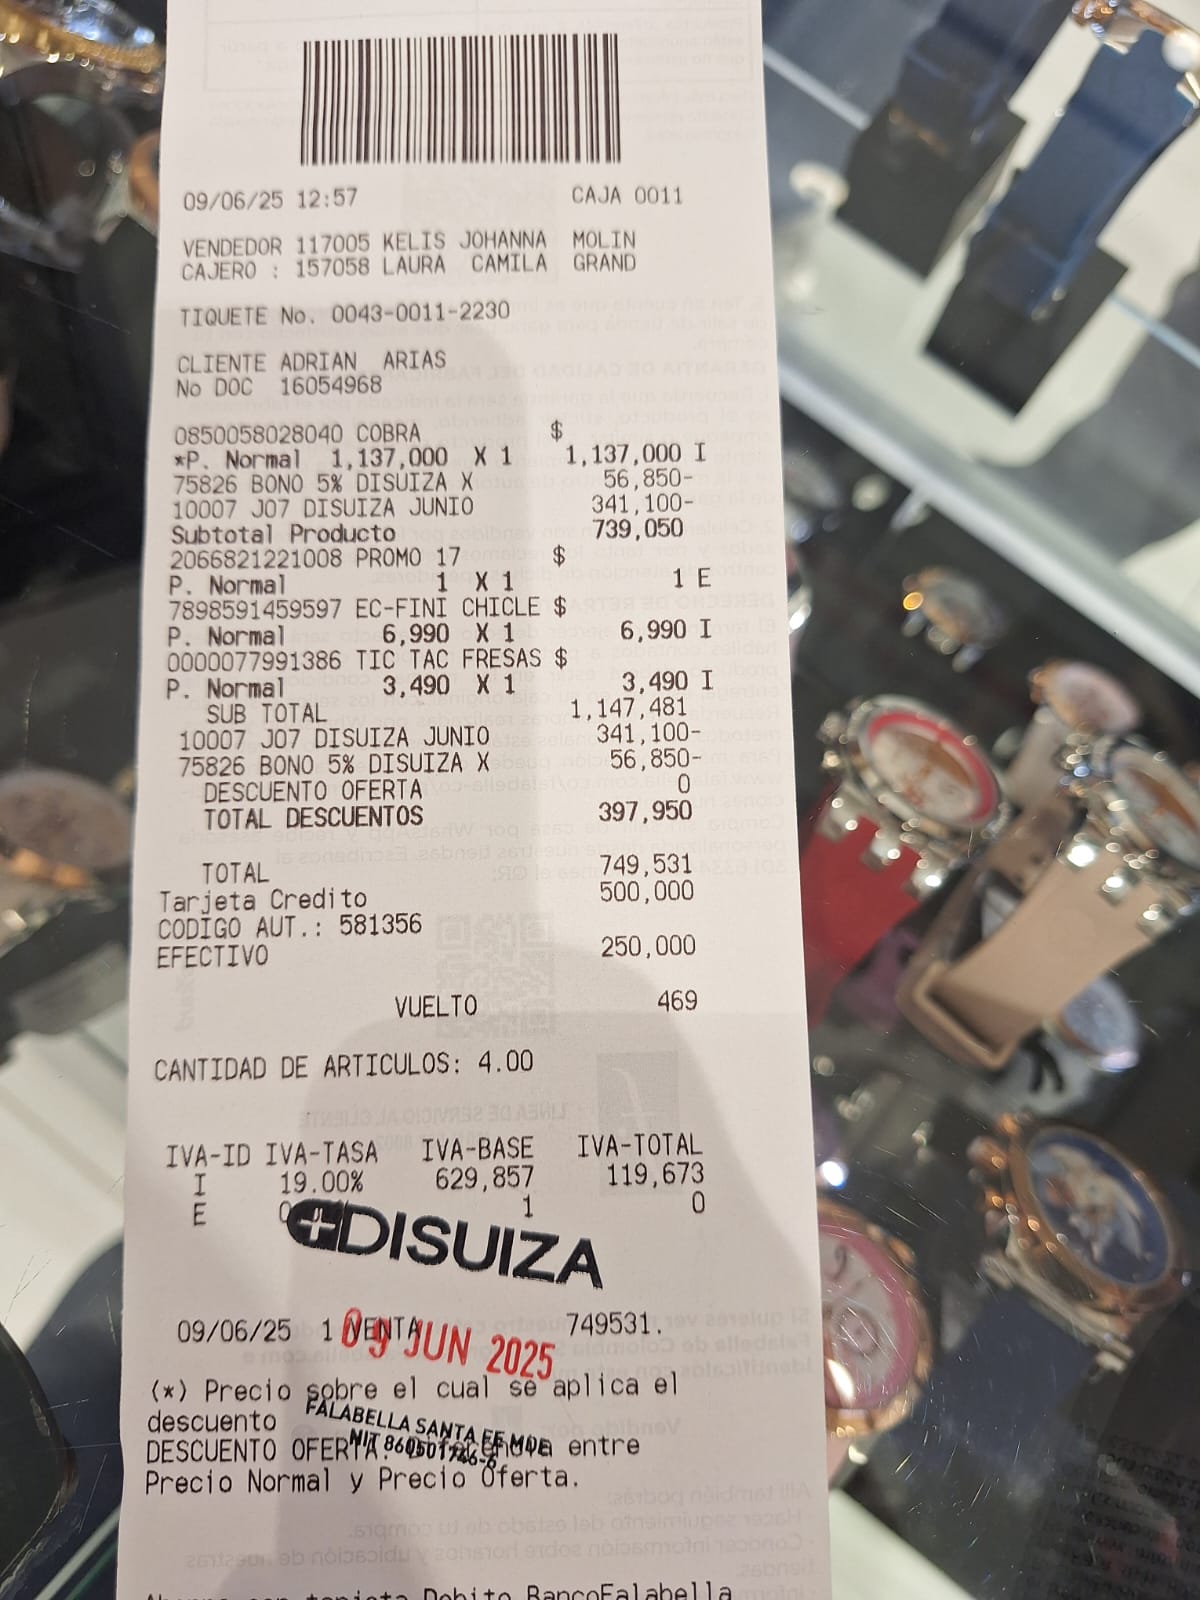 09/06/25 12:57 CAJA 0011
VENDEDOR 117005 KELIS JOHANNA MOLIN
CAJERO : 157058 LAURA CAMILA GRAND
TIQUETE No. 0043-0011-2230
CLIENTE ADRIAN ARIAS
No DOC 16054968
0850058028040 COBRA $
*P. Normal 1,137,000 X 1 1,137,000 I
75826 BONO 5% DISUIZA X 56,850-
10007 J07 DISUIZA JUNIO 341,100-
Subtotal Producto 739,050
2066821221008 PROMO 17 $
P. Normal 1 X 1 1 E
7898591459597 EC-FINI CHICLE $
P. Normal 6,990 X 1 6,990 I
0000077991386 TIC TAC FRESAS $
P. Normal 3,490 X 1 3,490 I
SUB TOTAL 1,147,481
10007 J07 DISUIZA JUNIO 341,100-
75826 BONO 5% DISUIZA X 56,850-
DESCUENTO OFERTA 0
TOTAL DESCUENTOS 397,950
TOTAL 749,531
Tarjeta Credito 500,000
CODIGO AUT.: 581356
EFECTIVO 250,000
VUELTO 469
CANTIDAD DE ARTICULOS: 4.00
IVA-ID IVA-TASA IVA-BASE IVA-TOTAL
I 19.00% 629,857 119,673
E 1 0
DISUIZA
09/06/25 1 VENTA 749531.
09 JUN 2025
(*) Precio sobre el cual se aplica el
descuento
FALABELLA SANTA FE MDE
NIT 860501746-6
DESCUENTO OFERTA: Diferencia entre
Precio Normal y Precio Oferta.
tarjeta Debito BancoFalabella